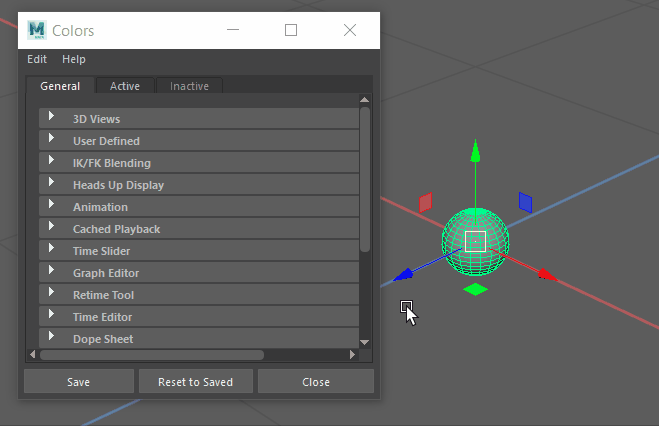 Colors
Edit Help
General Active Inactive
3D Views
User Defined
IK/FK Blending
Heads Up Display
Animation
Cached Playback
Time Slider
Graph Editor
Retime Tool
Time Editor
Dope Sheet
Save Reset to Saved Close